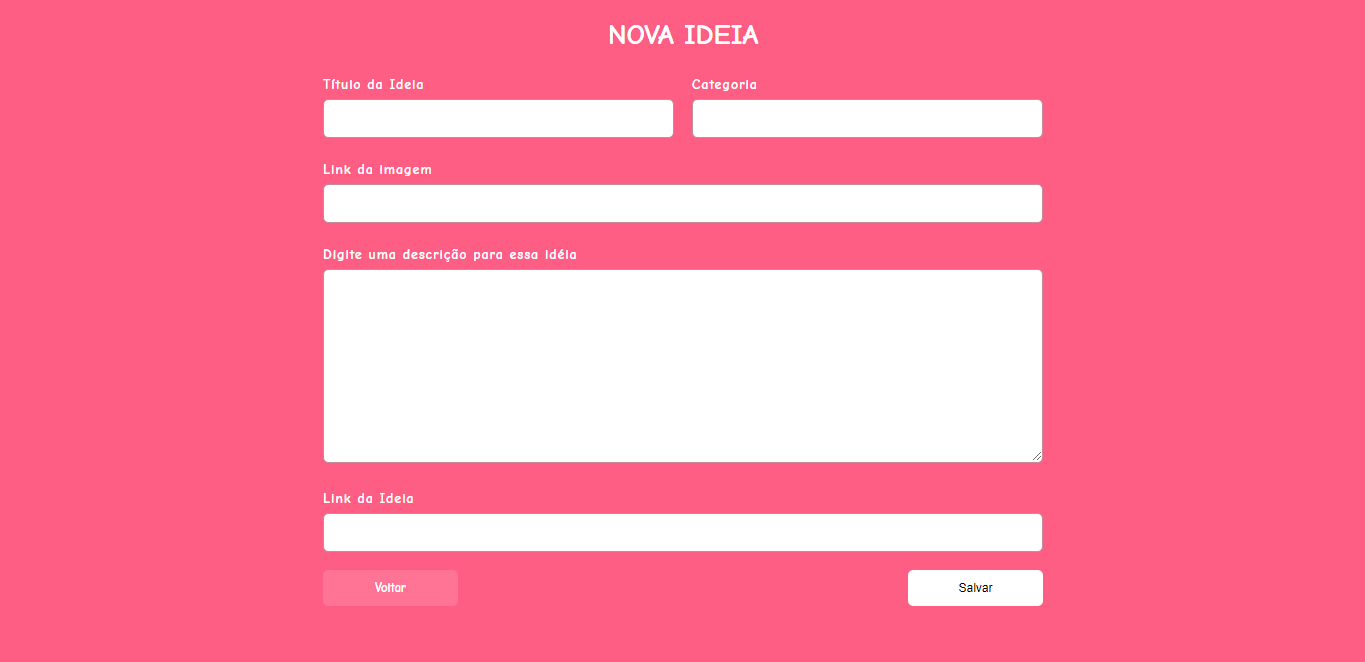 NOVA IDEIA
Título da Ideia
Categoria
Link da imagem
Digite uma descrição para essa idéia
Link da Ideia
Voltar
Salvar